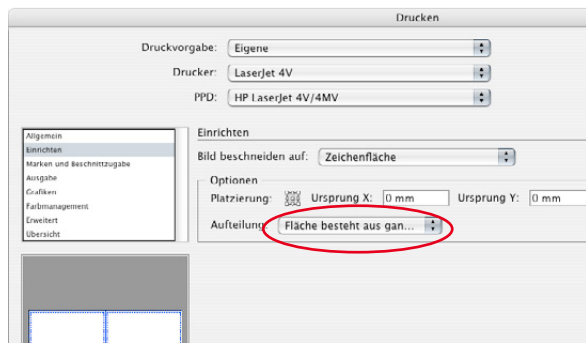 Drucken
Druckvorgabe: Eigene
Drucker: LaserJet 4V
PPD: HP LaserJet 4V/4MV
Allgemein
Einrichten
Marken und Beschnittzugabe
Ausgabe
Grafiken
Farbmanagement
Erweitert
Übersicht
Einrichten
Bild beschneiden auf: Zeichenfläche
Optionen
Platzierung: Ursprung X: 0 mm Ursprung Y: 0 mm
Aufteilung: Fläche besteht aus gan...